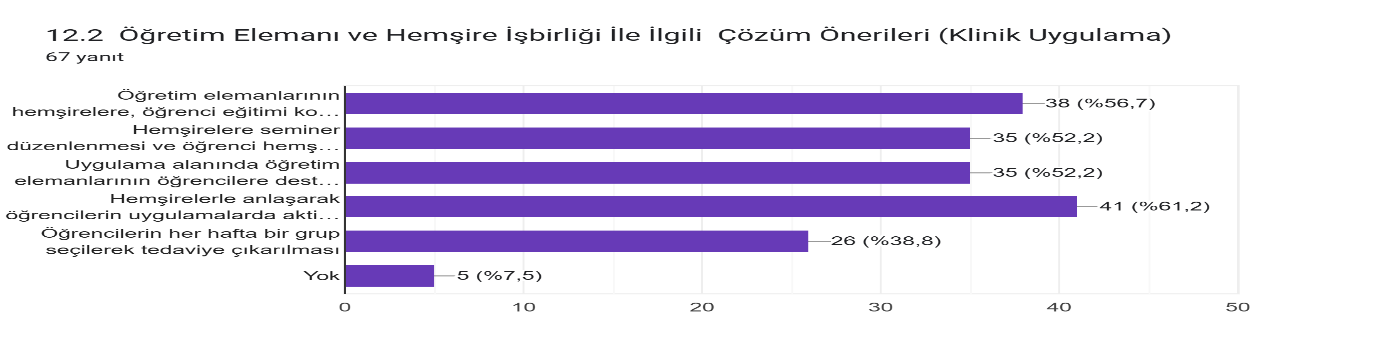 12.2 Öğretim Elemanı ve Hemşire İşbirliği İle İlgili Çözüm Önerileri (Klinik Uygulama)
67 yanıt
Öğretim elemanlarının
hemşirelere, öğrenci eğitimi ko...
38 (%56,7)
Hemşirelere seminer
düzenlenmesi ve öğrenci hemş...
35 (%52,2)
Uygulama alanında öğretim
elemanlarının öğrencilere dest...
35 (%52,2)
Hemşirelerle anlaşarak
öğrencilerin uygulamalarda akti...
41 (%61,2)
Öğrencilerin her hafta bir grup
seçilerek tedaviye çıkarılması
26 (%38,8)
Yok
5 (%7,5)
0 10 20 30 40 50